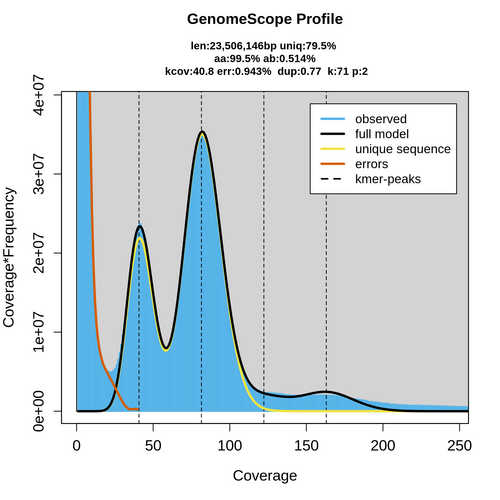 GenomeScope Profile
len:23,506,146bp uniq:79.5%
aa:99.5% ab:0.514%
kcov:40.8 err:0.943%  dup:0.77  k:71 p:2
observed
full model
unique sequence
errors
kmer-peaks
Coverage*Frequency
4e+07
3e+07
2e+07
1e+07
0e+00
0 50 100 150 200 250
Coverage